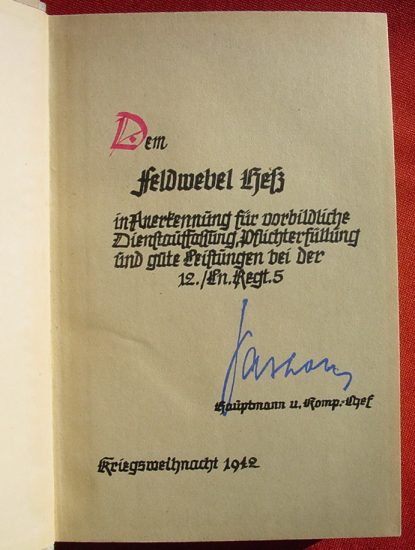 Dem
Feldwebel Heß
in Anerkennung für vorbildliche
Dienstauffassung, Pflichterfüllung
und gute Leistungen bei der
12./Ln. Regt. 5
Hauptmann u. Komp.-Chef
Kriegsweihnacht 1942